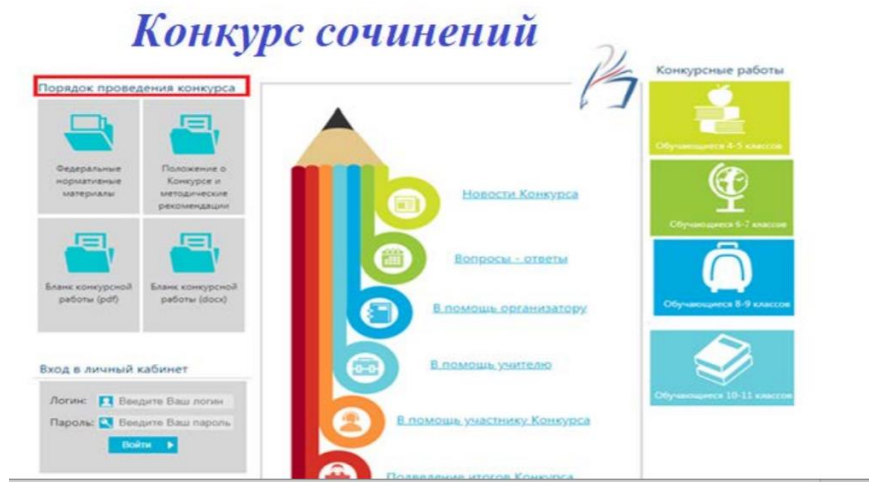 Конкурс сочинений
Порядок проведения конкурса
Федеральные
нормативные
материалы
Положение о
Конкурсе и
методические
рекомендации
Бланк конкурсной
работы (pdf)
Бланк конкурсной
работы (docx)
Вход в личный кабинет
Логин: Введите Ваш логин
Пароль: Введите Ваш пароль
Войти
Новости Конкурса
Вопросы - ответы
В помощь организатору
В помощь учителю
В помощь участнику Конкурса
Подведение итогов Конкурса
Конкурсные работы
Обучающиеся 4-5 классов
Обучающиеся 6-7 классов
Обучающиеся 8-9 классов
Обучающиеся 10-11 классов